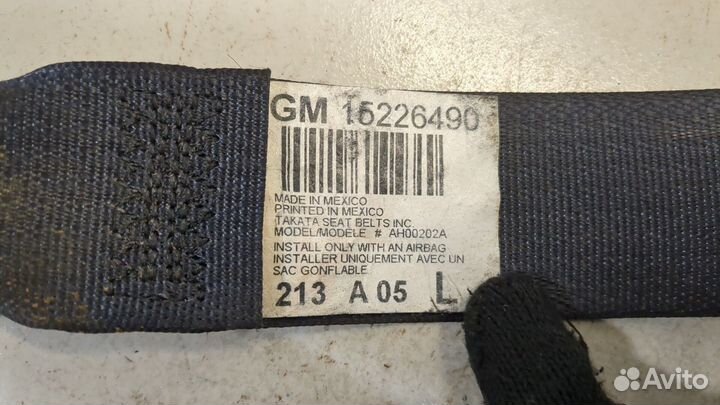 GM 15226490
MADE IN MEXICO
PRINTED IN MEXICO
TAKATA SEAT BELTS INC.
MODEL/MODELE # AH00202A
INSTALL ONLY WITH AN AIRBAG
INSTALLER UNIQUEMENT AVEC UN
SAC GONFLABLE
213 A 05 L
Avito